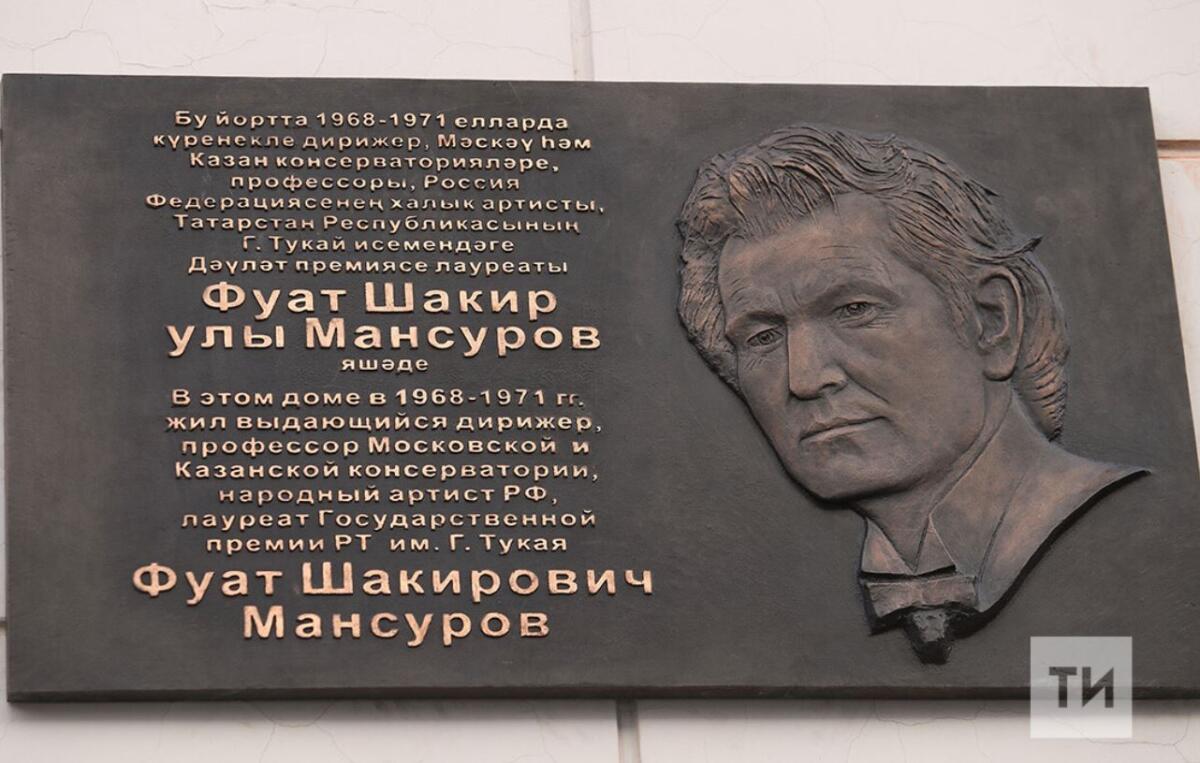 Бу йортта 1968-1971 елларда
күренекле дирижер, Мәскәү һәм
Казан консерваторияләре,
профессоры, Россия
Федерациясенең халык артисты,
Татарстан Республикасының
Г. Тукай исемендәге
Дәүләт премиясе лауреаты
Фуат Шакир
улы Мансуров
яшәде
В этом доме в 1968-1971 гг.
жил выдающийся дирижер,
профессор Московской и
Казанской консерватории,
народный артист РФ,
лауреат Государственной
премии РТ им. Г. Тукая
Фуат Шакирович
Мансуров
ТИ